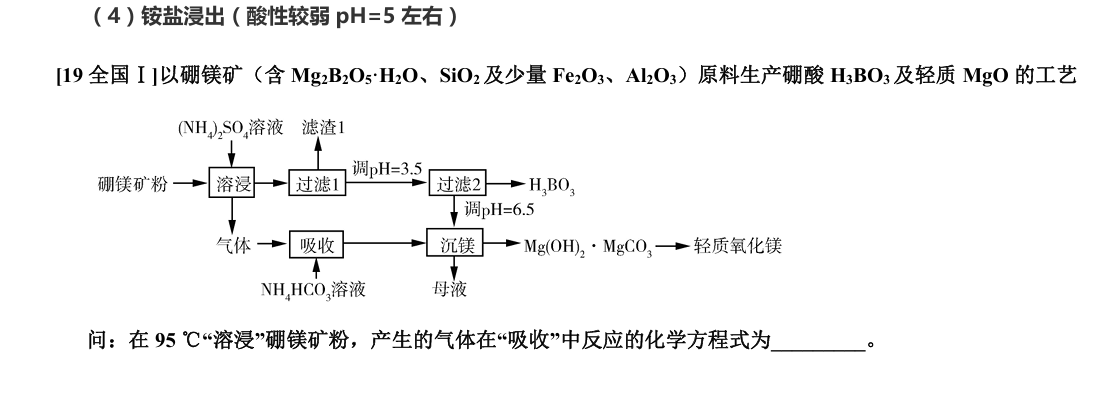 （4）铵盐浸出（酸性较弱 pH=5 左右）
[19 全国Ⅰ]以硼镁矿（含 Mg₂B₂O₅·H₂O、SiO₂ 及少量 Fe₂O₃、Al₂O₃）原料生产硼酸 H₃BO₃ 及轻质 MgO 的工艺
(NH₄)₂SO₄溶液 滤渣1
硼镁矿粉 溶浸 过滤1 调pH=3.5 过滤2 H₃BO₃
调pH=6.5
气体 吸收 沉镁 Mg(OH)₂·MgCO₃ 轻质氧化镁
NH₄HCO₃溶液 母液
问：在 95 ℃“溶浸”硼镁矿粉，产生的气体在“吸收”中反应的化学方程式为_________。